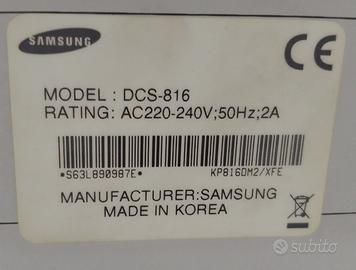 SAMSUNG
CE
MODEL : DCS-816
RATING: AC220-240V;50Hz;2A
*S63L890987E*
KP816DM2/XFE
MANUFACTURER:SAMSUNG
MADE IN KOREA
subito